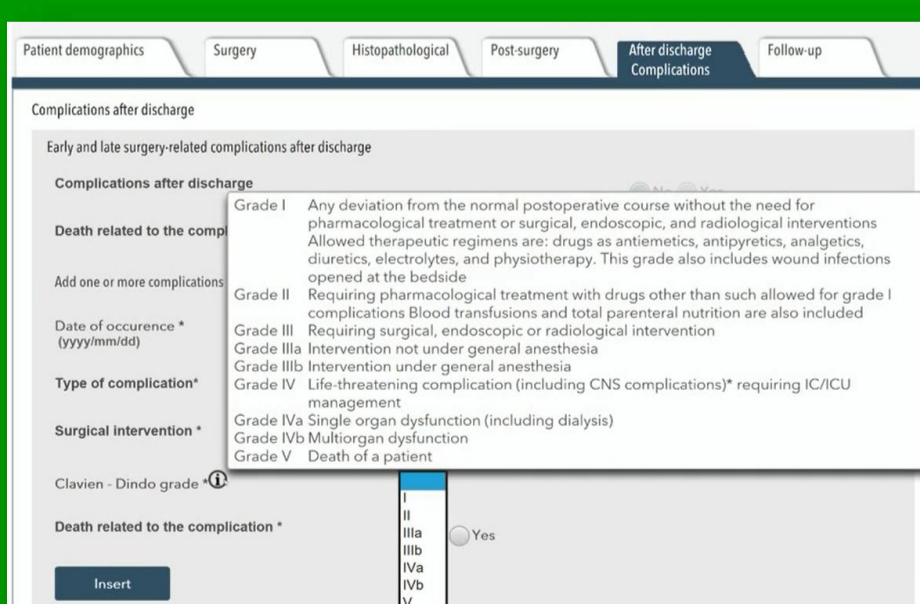 Patient demographics
Surgery
Histopathological
Post-surgery
After discharge
Complications
Follow-up
Complications after discharge
Early and late surgery-related complications after discharge
Complications after discharge
No Yes
Grade I Any deviation from the normal postoperative course without the need for
pharmacological treatment or surgical, endoscopic, and radiological interventions
Allowed therapeutic regimens are: drugs as antiemetics, antipyretics, analgetics,
diuretics, electrolytes, and physiotherapy. This grade also includes wound infections
opened at the bedside
Grade II Requiring pharmacological treatment with drugs other than such allowed for grade I
complications Blood transfusions and total parenteral nutrition are also included
Grade III Requiring surgical, endoscopic or radiological intervention
Grade IIIa Intervention not under general anesthesia
Grade IIIb Intervention under general anesthesia
Grade IV Life-threatening complication (including CNS complications)* requiring IC/ICU
management
Grade IVa Single organ dysfunction (including dialysis)
Grade IVb Multiorgan dysfunction
Grade V Death of a patient
Death related to the compl
Add one or more complications
Date of occurence *
(yyyy/mm/dd)
Type of complication*
Surgical intervention *
Clavien - Dindo grade *
I
II
IIIa
IIIb
IVa
IVb
V
Death related to the complication *
Yes
Insert